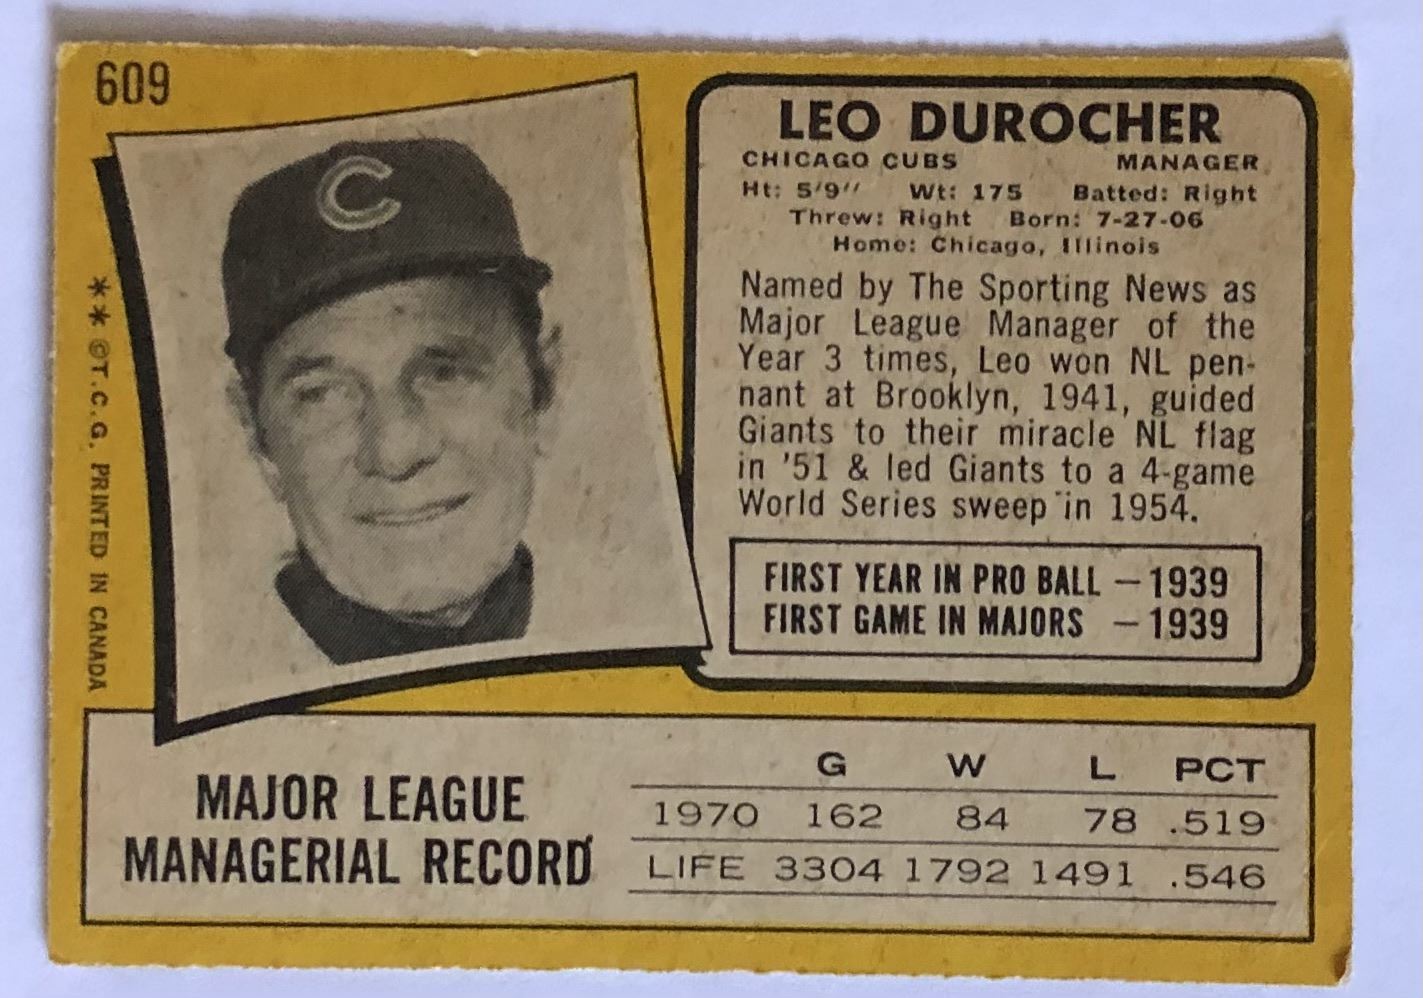 609
C
** ©T.C.G. PRINTED IN CANADA
LEO DUROCHER
CHICAGO CUBS MANAGER
Ht: 5'9" Wt: 175 Batted: Right
Threw: Right Born: 7-27-06
Home: Chicago, Illinois
Named by The Sporting News as
Major League Manager of the
Year 3 times, Leo won NL pen-
nant at Brooklyn, 1941, guided
Giants to their miracle NL flag
in '51 & led Giants to a 4-game
World Series sweep in 1954.
FIRST YEAR IN PRO BALL — 1939
FIRST GAME IN MAJORS — 1939
MAJOR LEAGUE
MANAGERIAL RECORD
G W L PCT
1970 162 84 78 .519
LIFE 3304 1792 1491 .546